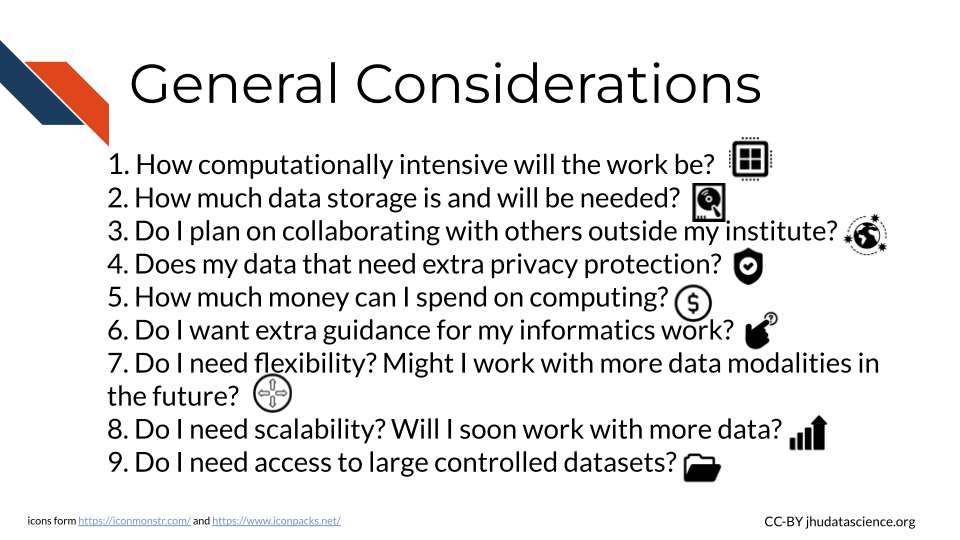 General Considerations
1. How computationally intensive will the work be?
2. How much data storage is and will be needed?
3. Do I plan on collaborating with others outside my institute?
4. Does my data that need extra privacy protection?
5. How much money can I spend on computing?
6. Do I want extra guidance for my informatics work?
7. Do I need flexibility? Might I work with more data modalities in
the future?
8. Do I need scalability? Will I soon work with more data?
9. Do I need access to large controlled datasets?
icons form https://iconmonstr.com/ and https://www.iconpacks.net/
CC-BY jhudatascience.org